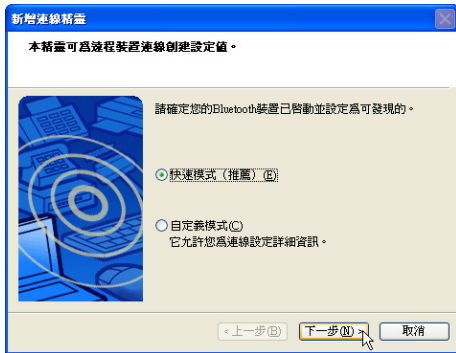 新增連線精靈
本精靈可為遠程裝置連線創建設定值。
請確定您的Bluetooth裝置已啓動並設定為可發現的。
快速模式（推薦）(E)
自定義模式(C)
它允許您為連線設定詳細資訊。
<上一步(B)
下一步(N)>
取消